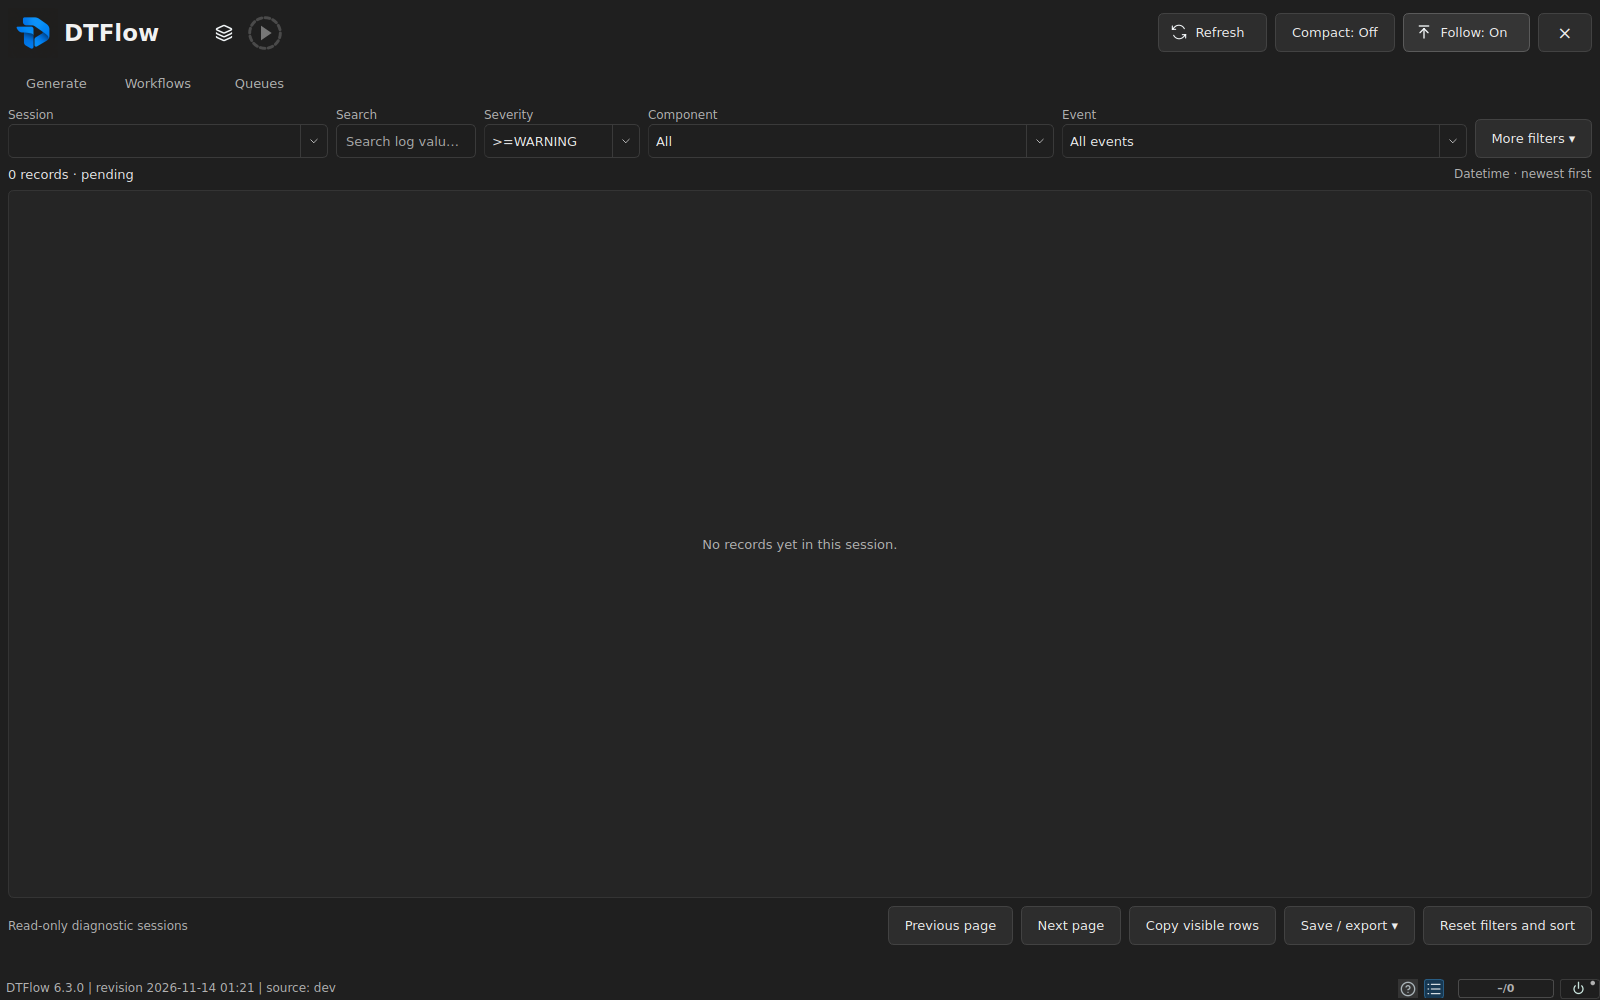 DTFlow
Refresh
Compact: Off
Follow: On
Generate
Workflows
Queues
Session
Search
Severity
Component
Event
Search log valu...
>=WARNING
All
All events
More filters ▾
0 records · pending
Datetime · newest first
No records yet in this session.
Read-only diagnostic sessions
Previous page
Next page
Copy visible rows
Save / export ▾
Reset filters and sort
DTFlow 6.3.0 | revision 2026-11-14 01:21 | source: dev
-/0